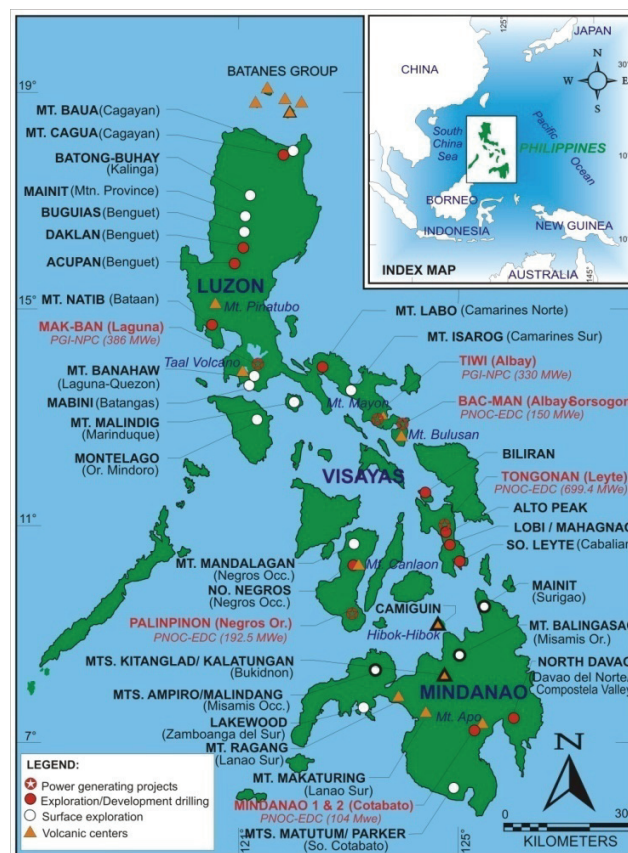 19°
15°
11°
7°
121°
125°
BATANES GROUP
MT. BAUA (Cagayan)
MT. CAGUA (Cagayan)
BATONG-BUHAY
(Kalinga)
MAINIT (Mtn. Province)
BUGUIAS (Benguet)
DAKLAN (Benguet)
ACUPAN (Benguet)
LUZON
MT. NATIB (Bataan)
Mt. Pinatubo
MAK-BAN (Laguna)
PGI-NPC (386 MWe)
Taal Volcano
MT. BANAHAW
(Laguna-Quezon)
MABINI (Batangas)
MT. MALINDIG
(Marinduque)
MONTELAGO
(Or. Mindoro)
MT. LABO (Camarines Norte)
MT. ISAROG (Camarines Sur)
TIWI (Albay)
PGI-NPC (330 MWe)
Mt. Mayon
BAC-MAN (AlbaySorsogon
PNOC-EDC (150 MWe)
Mt. Bulusan
VISAYAS
BILIRAN
TONGONAN (Leyte)
PNOC-EDC (699.4 MWe)
ALTO PEAK
LOBI / MAHAGNAO
SO. LEYTE (Cabalian
MT. MANDALAGAN
(Negros Occ.)
Mt. Canlaon
NO. NEGROS
(Negros Occ.)
PALINPINON (Negros Or.)
PNOC-EDC (192.5 MWe)
MAINIT
(Surigao)
CAMIGUIN
Hibok-Hibok
MT. BALINGASAG
(Misamis Or.)
MTS. KITANGLAD/ KALATUNGAN
(Bukidnon)
NORTH DAVAO
(Davao del Norte/
Compostela Valley)
MTS. AMPIRO/MALINDANG
(Misamis Occ.)
MINDANAO
LAKEWOOD
(Zamboanga del Sur)
Mt. Apo
MT. RAGANG
(Lanao Sur)
MT. MAKATURING
(Lanao Sur)
MINDANAO 1 & 2 (Cotabato)
PNOC-EDC (104 MWe)
MTS. MATUTUM/ PARKER
(So. Cotabato)
LEGEND:
Power generating projects
Exploration/Development drilling
Surface exploration
Volcanic centers
N
0
30
KILOMETERS
125°
JAPAN
CHINA
30°
N
W
E
S
South
China
Sea
Pacific
Ocean
PHILIPPINES
10°
BORNEO
INDONESIA
NEW GUINEA
10°
INDEX MAP
AUSTRALIA
145°